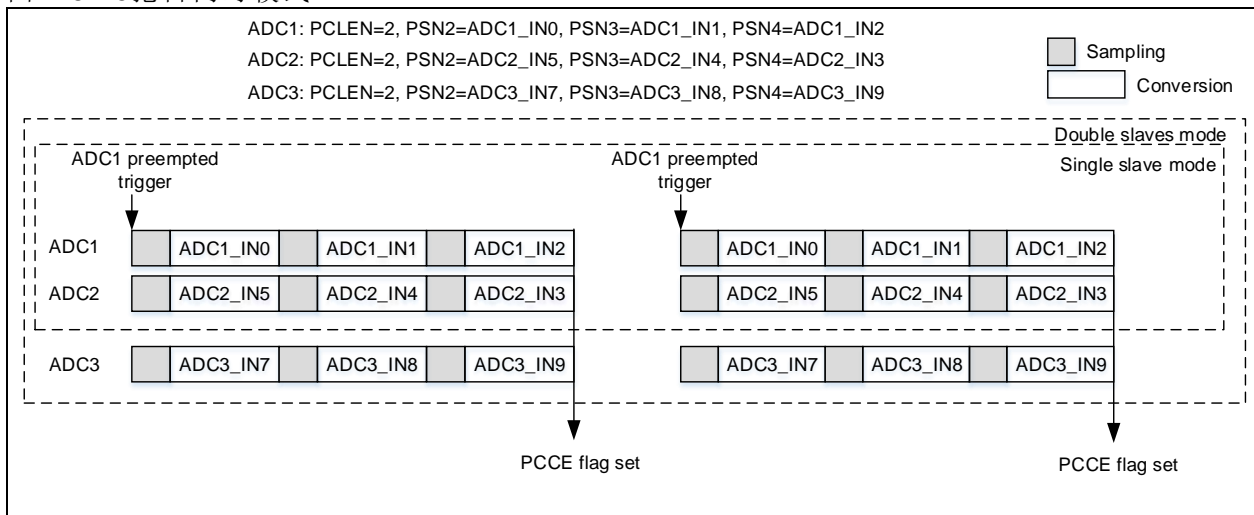 ADC1: PCLEN=2, PSN2=ADC1_IN0, PSN3=ADC1_IN1, PSN4=ADC1_IN2
ADC2: PCLEN=2, PSN2=ADC2_IN5, PSN3=ADC2_IN4, PSN4=ADC2_IN3
ADC3: PCLEN=2, PSN2=ADC3_IN7, PSN3=ADC3_IN8, PSN4=ADC3_IN9
Sampling
Conversion
Double slaves mode
Single slave mode
ADC1 preempted
trigger
ADC1 preempted
trigger
ADC1 ADC1_IN0 ADC1_IN1 ADC1_IN2 ADC1_IN0 ADC1_IN1 ADC1_IN2
ADC2 ADC2_IN5 ADC2_IN4 ADC2_IN3 ADC2_IN5 ADC2_IN4 ADC2_IN3
ADC3 ADC3_IN7 ADC3_IN8 ADC3_IN9 ADC3_IN7 ADC3_IN8 ADC3_IN9
PCCE flag set PCCE flag set